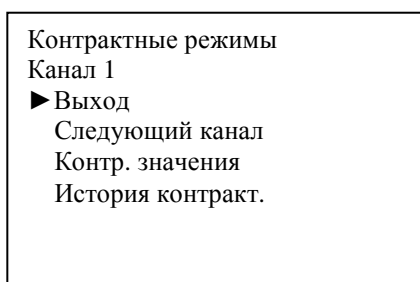 Контрактные режимы
Канал 1
►Выход
Следующий канал
Контр. значения
История контракт.